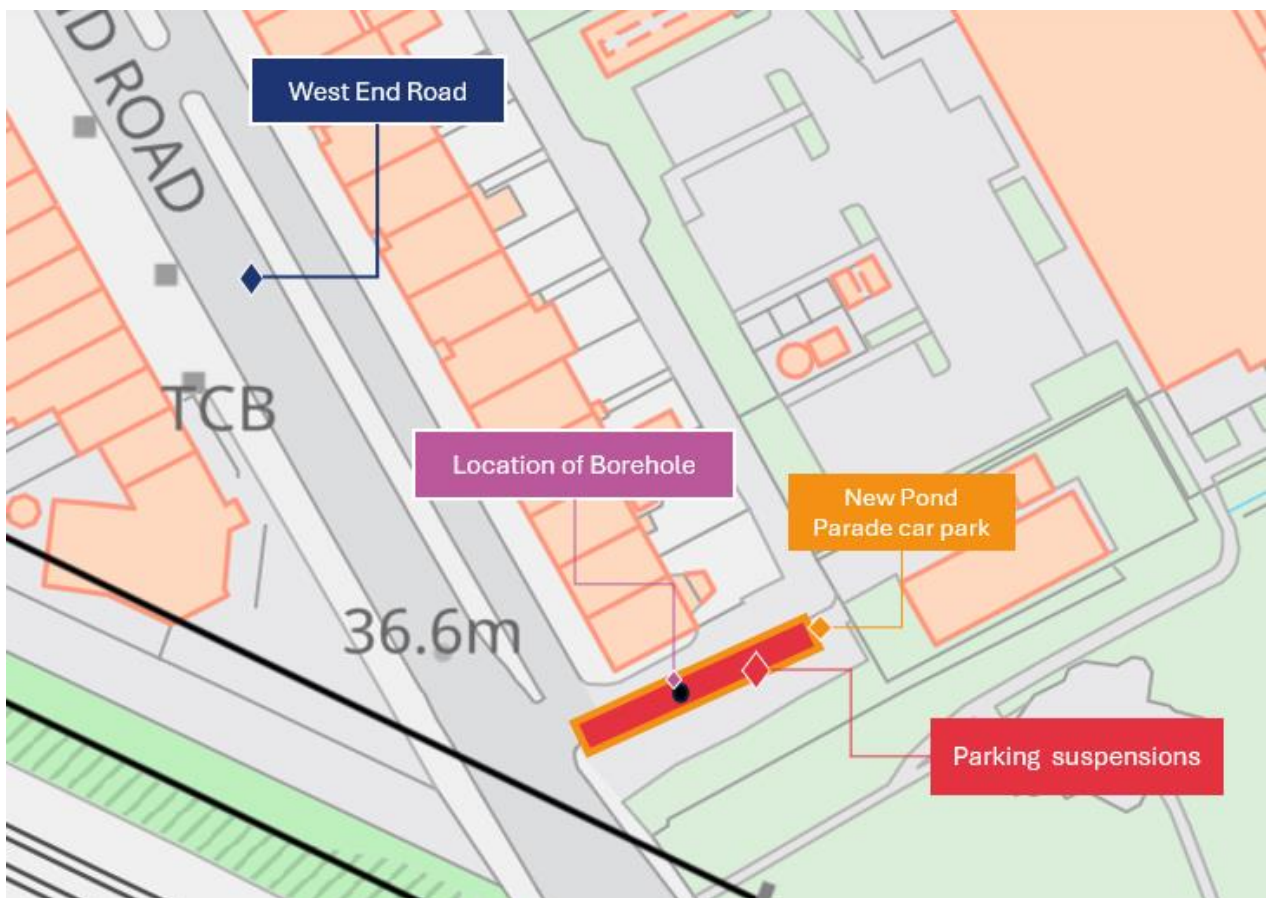 D ROAD
West End Road
TCB
Location of Borehole
New Pond
Parade car park
36.6m
Parking suspensions